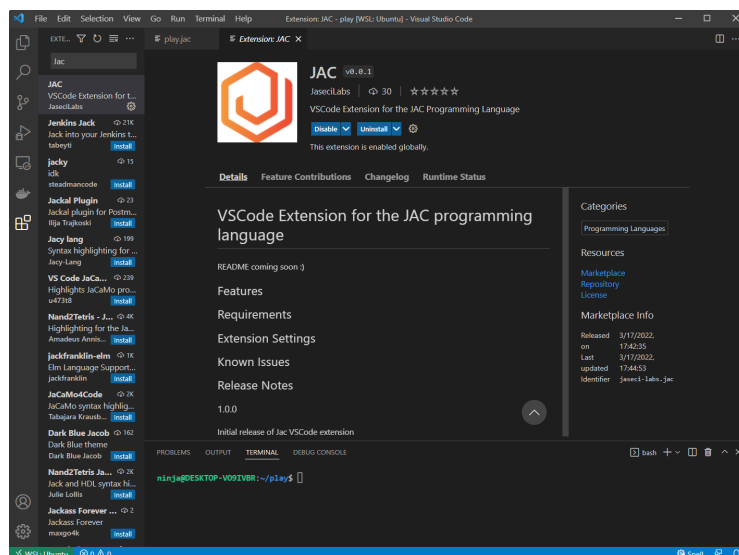 File Edit Selection View Go Run Terminal Help Extension: JAC - play [WSL: Ubuntu] - Visual Studio Code
EXTE...
play.jac
Extension: JAC
Jac
JAC
VSCode Extension for t...
JaseciLabs
Jenkins Jack 21K
Jack into your Jenkins t...
tabeyti Install
jacky 15
idk
steadmancode Install
Jackal Plugin 23
Jackal plugin for Postm...
Ilija Trajkoski Install
Jacy lang 199
Syntax highlighting for ...
Jacy-Lang Install
VS Code JaCa... 239
Highlights JaCaMo pro...
u473t8 Install
Nand2Tetris - J... 4K
Highlighting for the Ja...
Amadeus Annis... Install
jackfranklin-elm 1K
Elm Language Support...
jackfranklin Install
JaCaMo4Code 2K
JaCaMo syntax highlig...
Tabajara Krausb... Install
Dark Blue Jacob 162
Dark Blue theme
Dark Blue Jacob Install
Nand2Tetris Ja... 2K
Jack and HDL syntax hi...
Julie Lollis Install
Jackass Forever ... 2
Jackass Forever
maxgo4k Install
JAC v0.0.1
JaseciLabs 30
VSCode Extension for the JAC Programming Language
Disable Uninstall
This extension is enabled globally.
Details Feature Contributions Changelog Runtime Status
VSCode Extension for the JAC programming
language
README coming soon :)
Features
Requirements
Extension Settings
Known Issues
Release Notes
1.0.0
Initial release of Jac VSCode extension
Categories
Programming Languages
Resources
Marketplace
Repository
License
Marketplace Info
Released 3/17/2022,
on 17:42:35
Last 3/17/2022,
updated 17:44:53
Identifier jaseci-labs.jac
PROBLEMS OUTPUT TERMINAL DEBUG CONSOLE
bash
ninja@DESKTOP-VO9IVBR:~/play$
WSL: Ubuntu 0 0 Spell